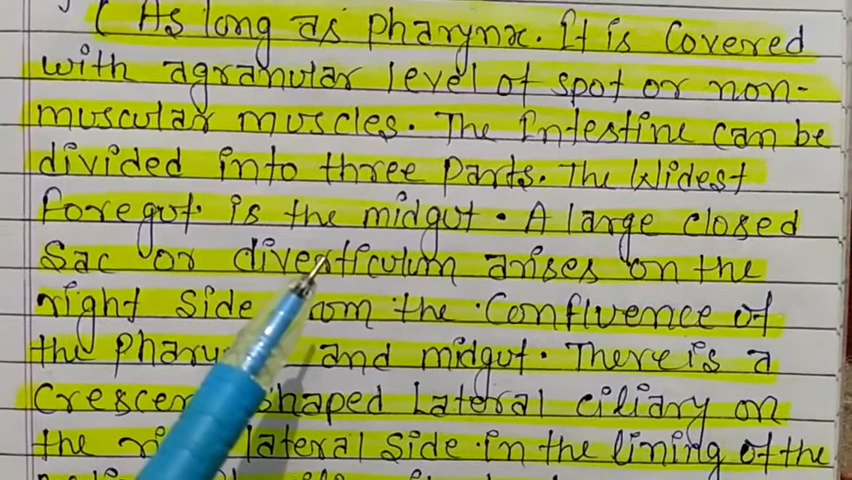 ( As long as pharynx. It is Covered
with agranular level of spot or non-
muscular muscles. The Intestine can be
divided into three parts. The Widest
foregut is the midgut. A large closed
Sac or diverticulum arises on the
right side the Confluence of
the and midgut. There is a
shaped Lateral ciliary on
the lateral side in the lining of the